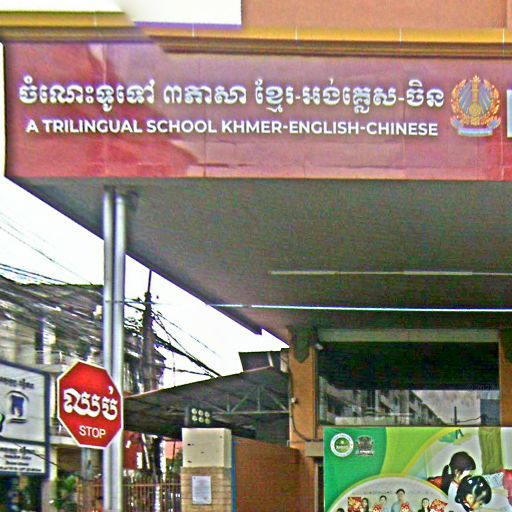 ចំណេះទូទៅ ៣ភាសា ខ្មែរ-អង់គ្លេស-ចិន
A TRILINGUAL SCHOOL KHMER-ENGLISH-CHINESE
ឈប់
STOP